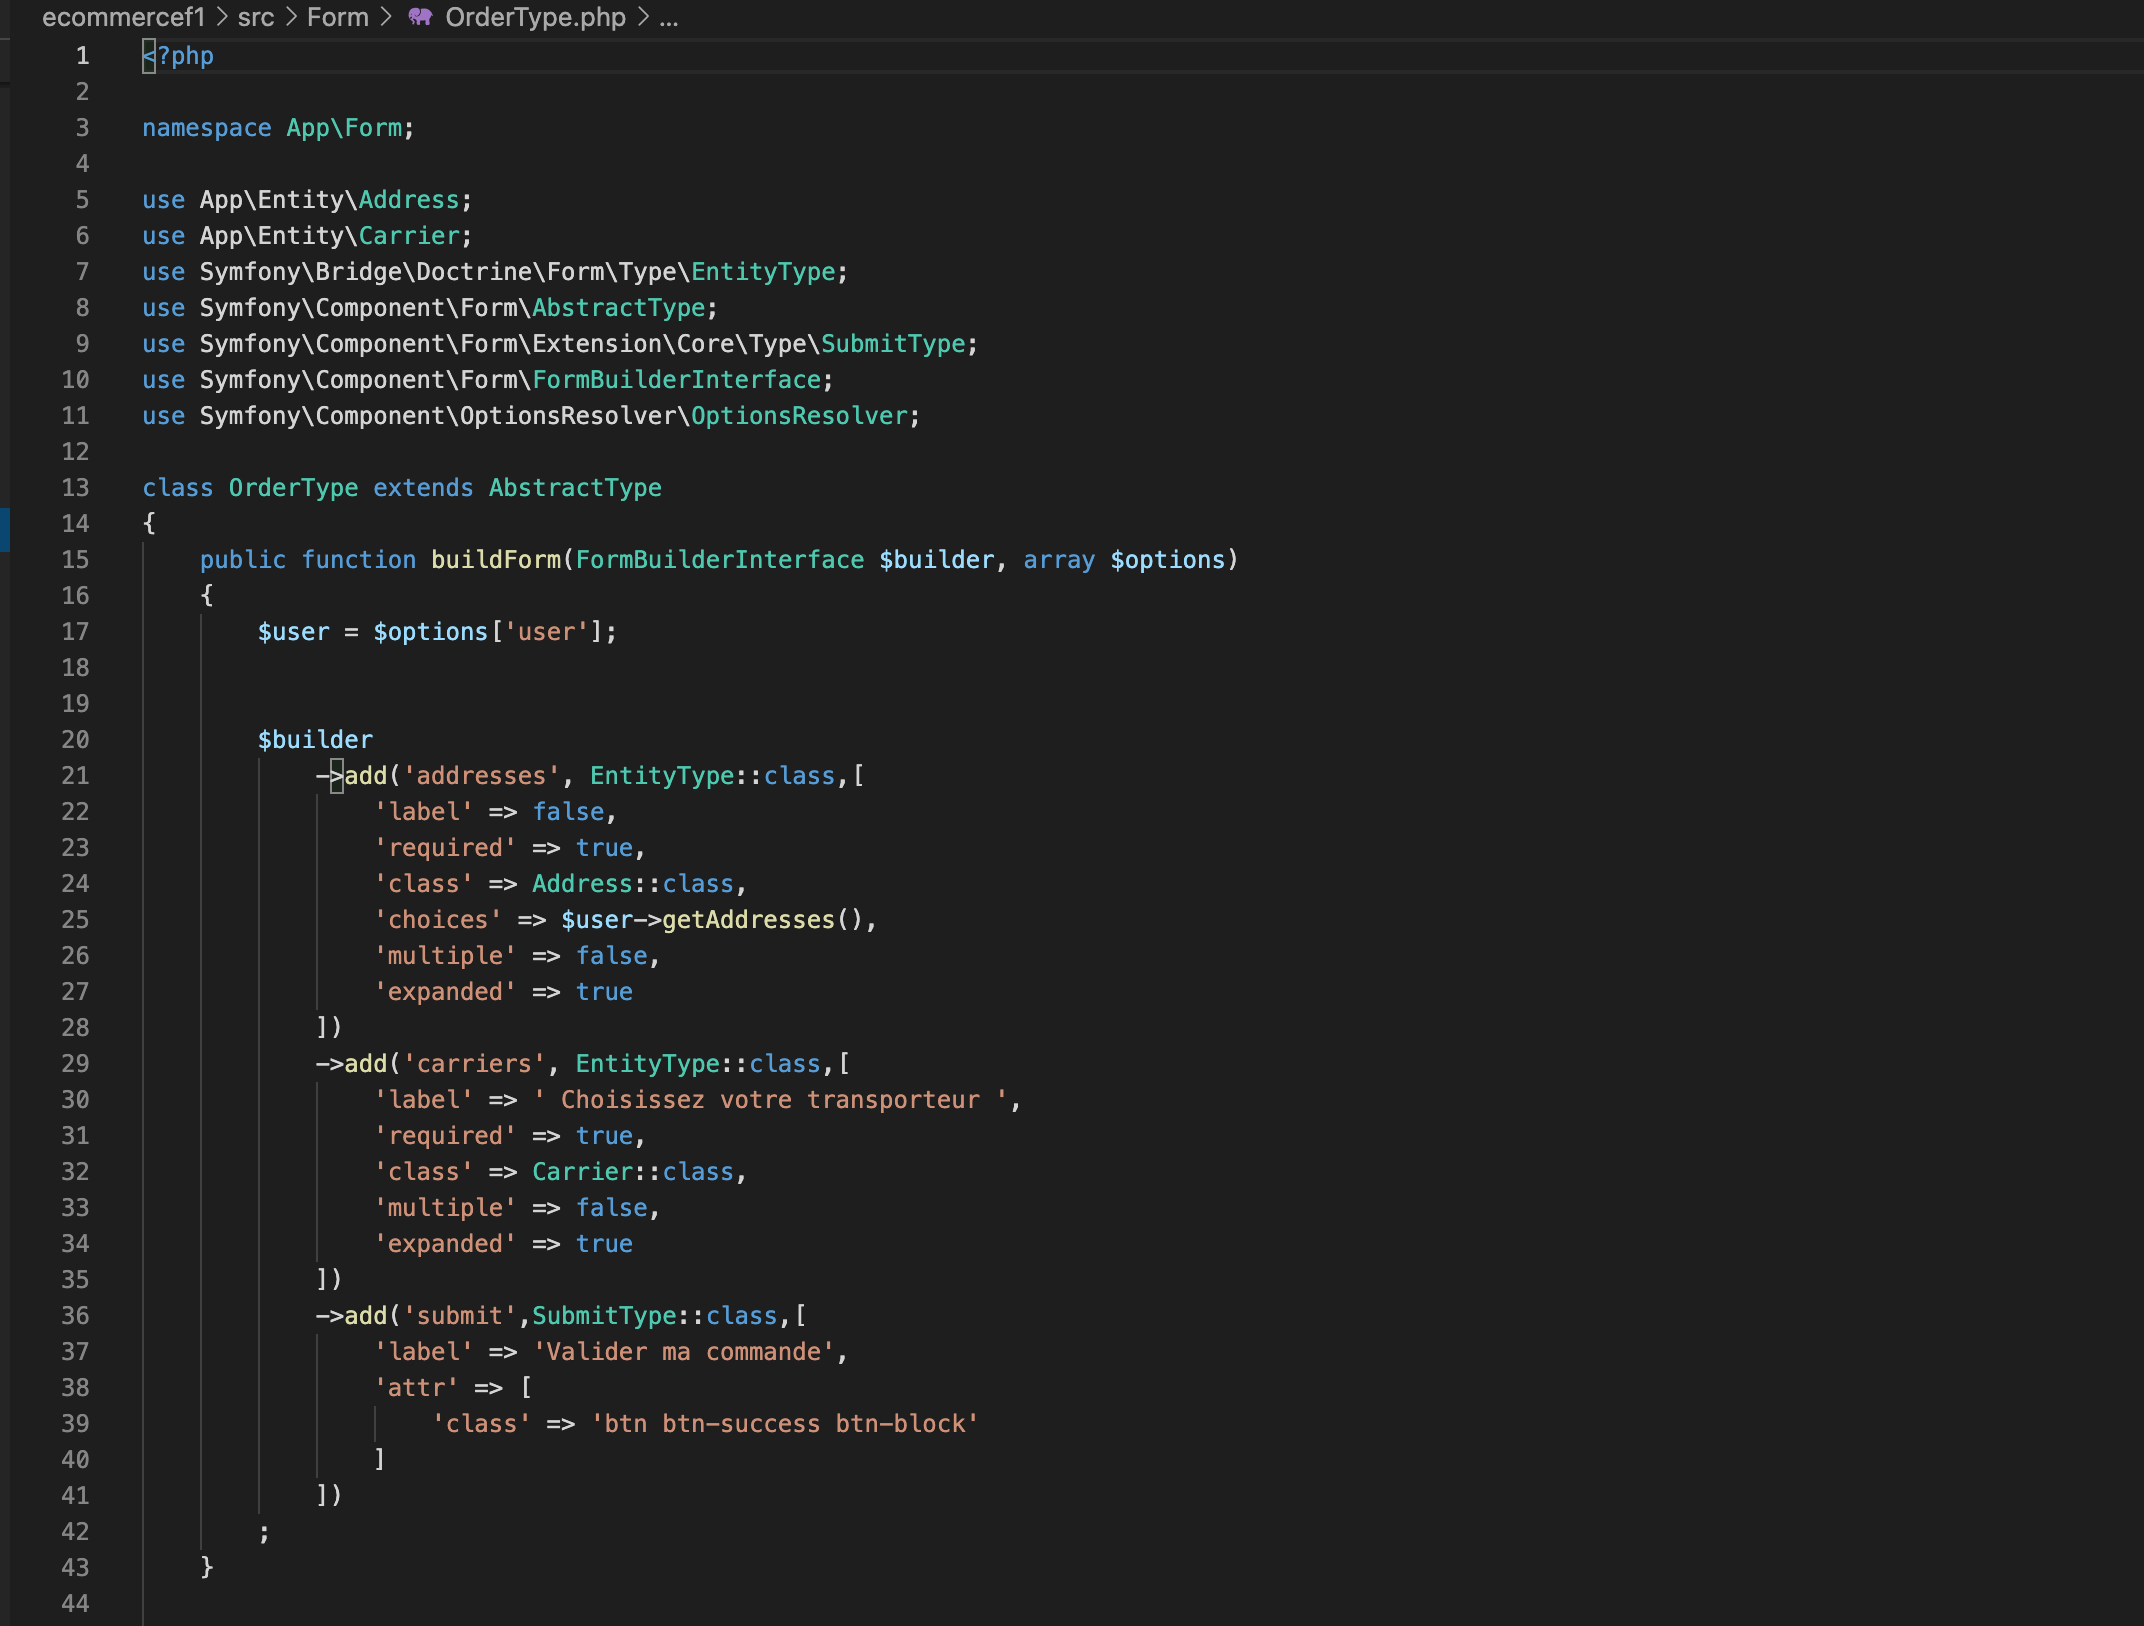 ecommercef1 > src > Form > OrderType.php > ...
1 <?php
2
3 namespace App\Form;
4
5 use App\Entity\Address;
6 use App\Entity\Carrier;
7 use Symfony\Bridge\Doctrine\Form\Type\EntityType;
8 use Symfony\Component\Form\AbstractType;
9 use Symfony\Component\Form\Extension\Core\Type\SubmitType;
10 use Symfony\Component\Form\FormBuilderInterface;
11 use Symfony\Component\OptionsResolver\OptionsResolver;
12
13 class OrderType extends AbstractType
14 {
15     public function buildForm(FormBuilderInterface $builder, array $options)
16     {
17         $user = $options['user'];
18
19
20         $builder
21             ->add('addresses', EntityType::class,[
22                 'label' => false,
23                 'required' => true,
24                 'class' => Address::class,
25                 'choices' => $user->getAddresses(),
26                 'multiple' => false,
27                 'expanded' => true
28             ])
29             ->add('carriers', EntityType::class,[
30                 'label' => ' Choisissez votre transporteur ',
31                 'required' => true,
32                 'class' => Carrier::class,
33                 'multiple' => false,
34                 'expanded' => true
35             ])
36             ->add('submit',SubmitType::class,[
37                 'label' => 'Valider ma commande',
38                 'attr' => [
39                     'class' => 'btn btn-success btn-block'
40                 ]
41             ])
42         ;
43     }
44